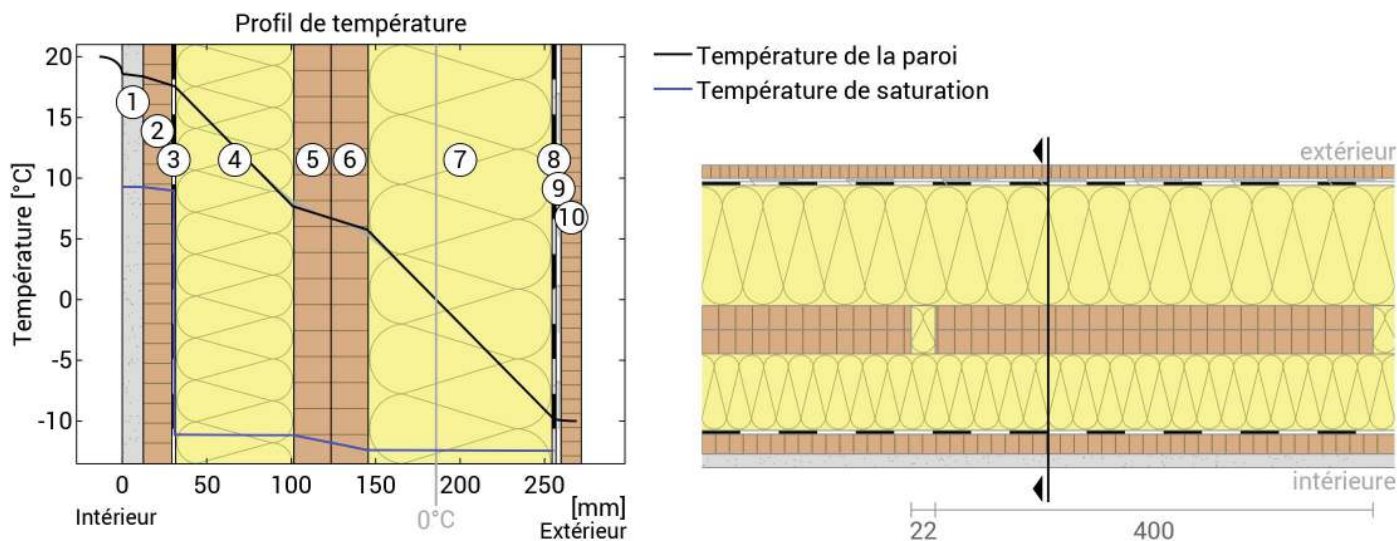 Profil de température
20
15
10
5
0
-5
-10
Température [°C]
1
2
3
4
5
6
7
8
9
10
0
50
100
150
200
250
[mm]
Intérieur
0°C
Extérieur
Température de la paroi
Température de saturation
extérieur
intérieure
22
400